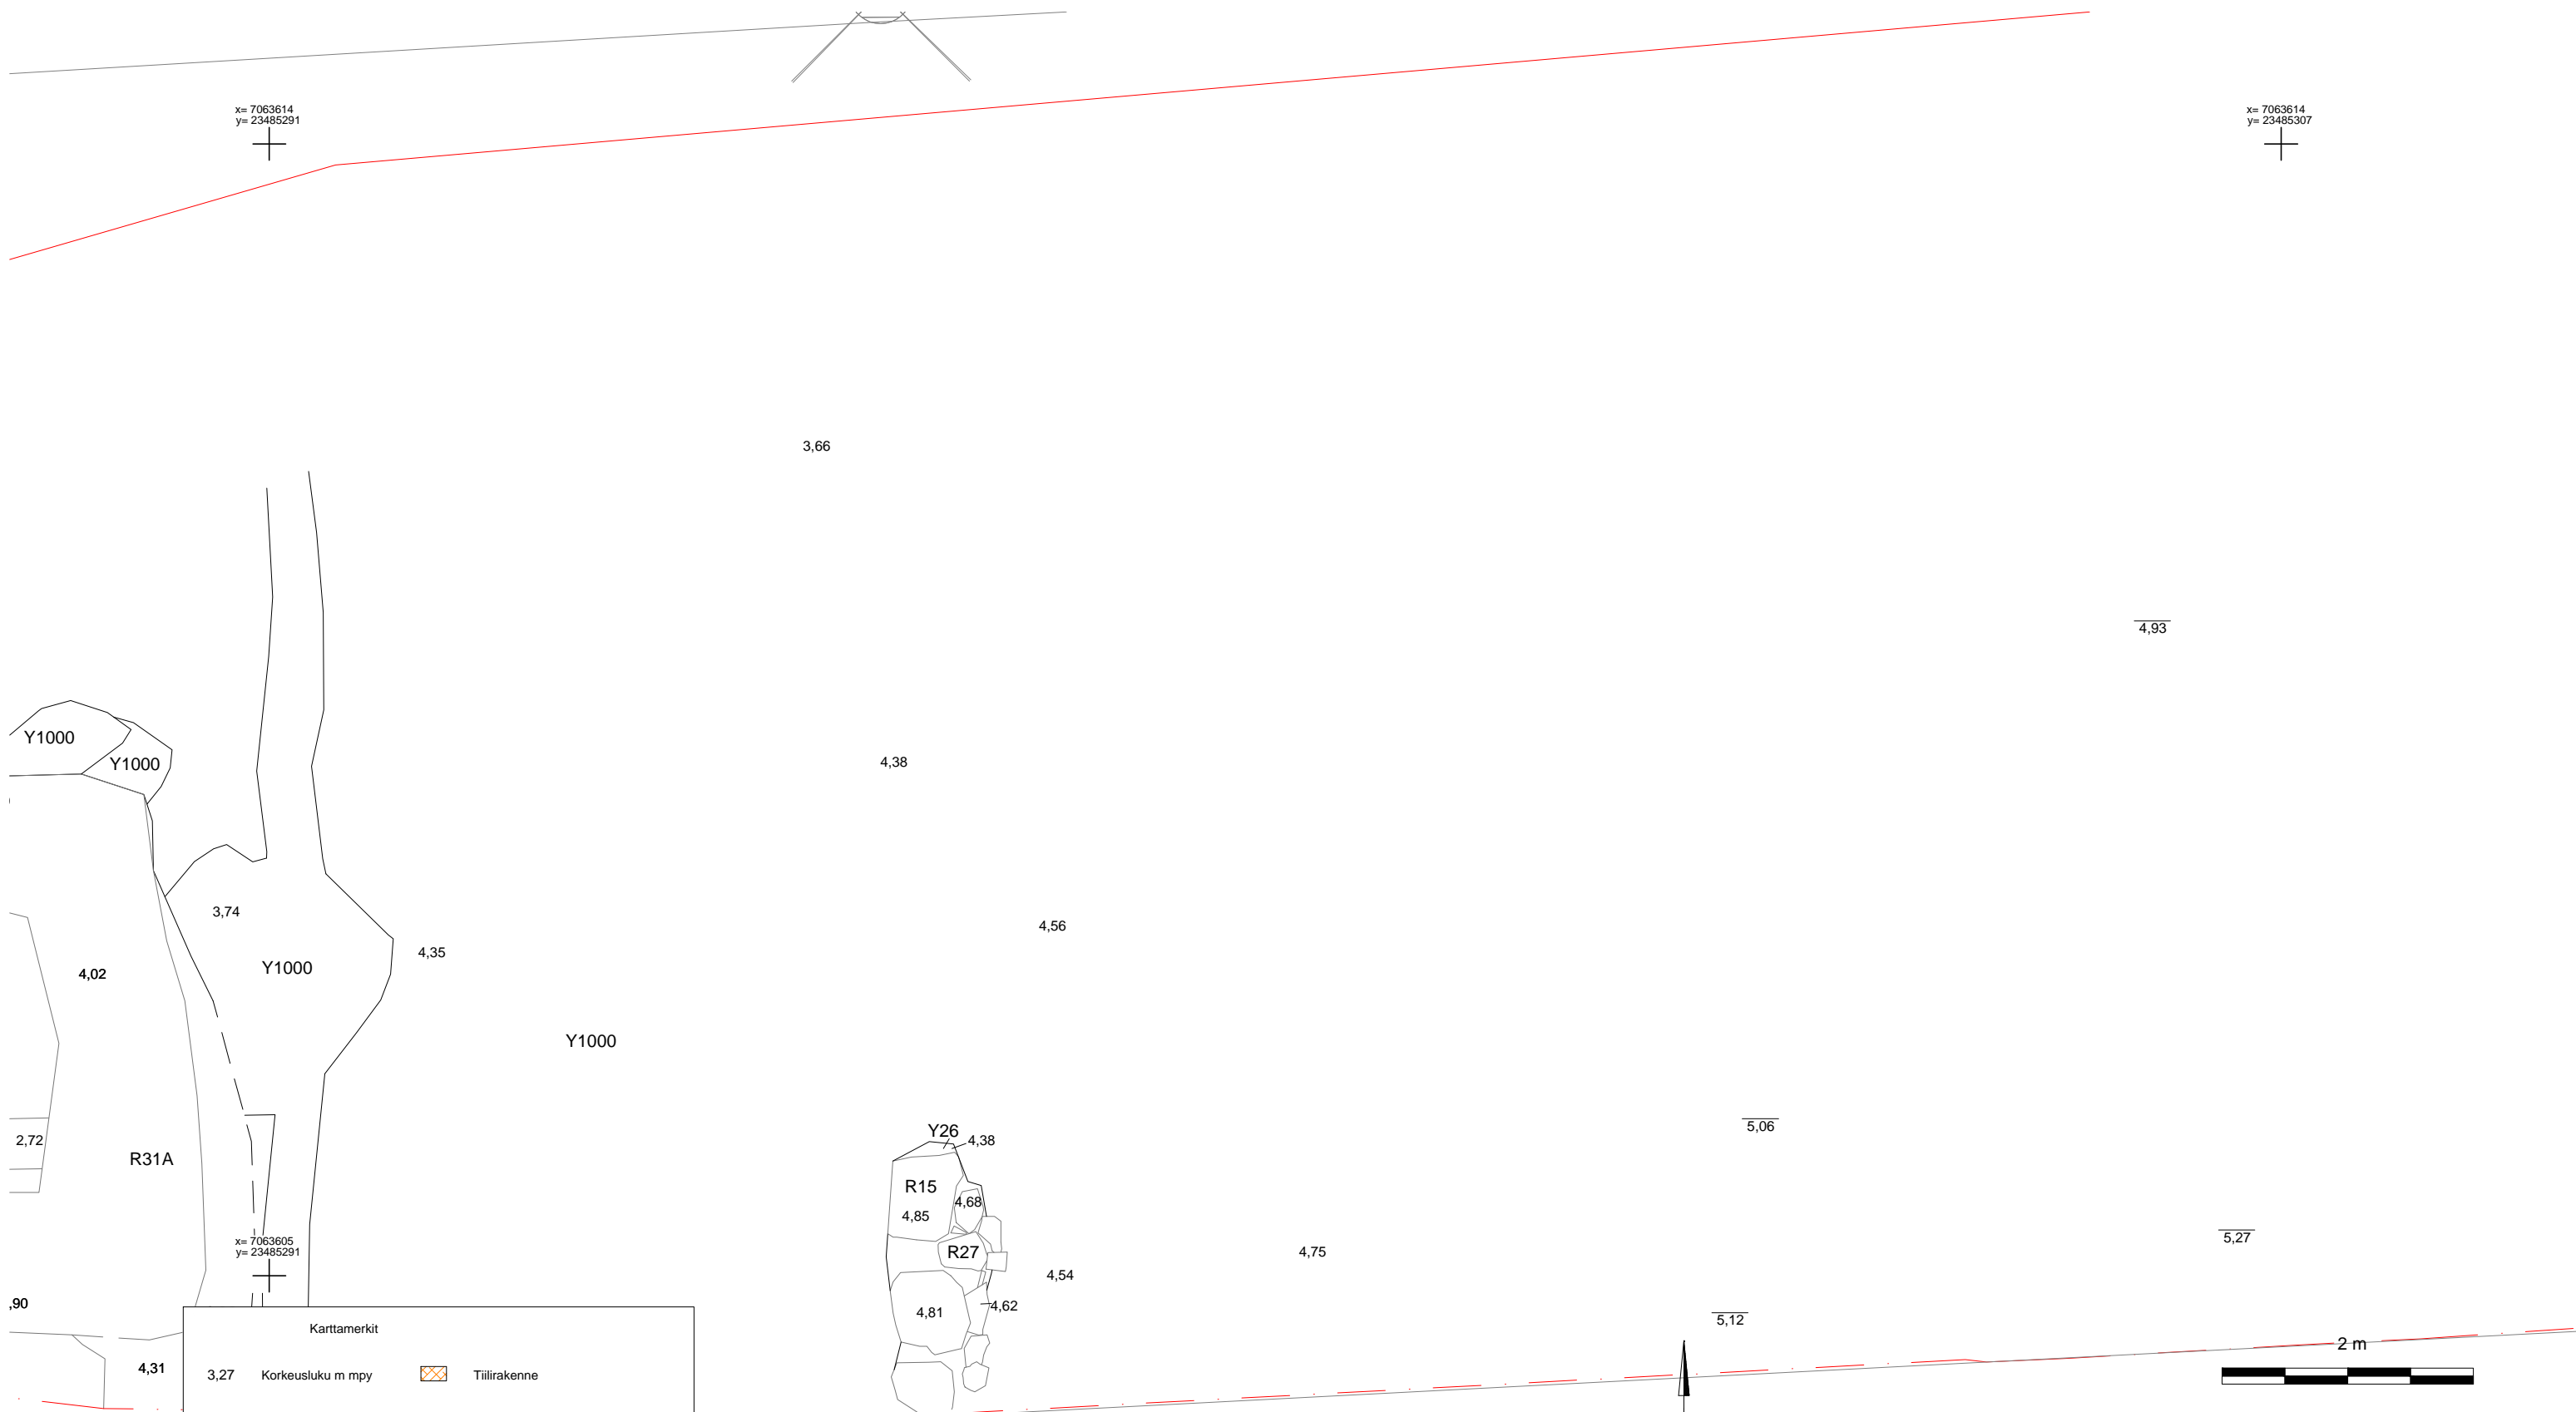 x= 7063614
y= 23485291
x= 7063614
y= 23485307
3,66
4,93
Y1000
Y1000
4,38
3,74
4,56
4,35
Y1000
4,02
Y1000
5,06
Y26
4,38
2,72
R31A
R15
4,68
4,85
5,27
x= 7063605
y= 23485291
R27
4,75
4,54
,90
4,62
4,81
5,12
Karttamerkit
2 m
4,31
3,27 Korkeusluku m mpy Tiilirakenne